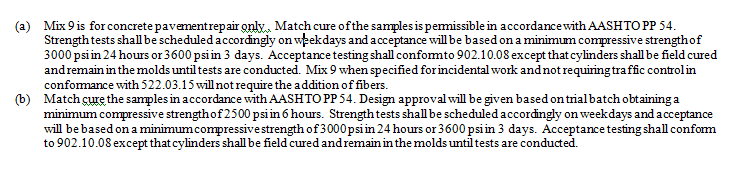 (a) Mix 9 is for concrete pavement repair only. Match cure of the samples is permissible in accordance with AASHTO PP 54.
Strength tests shall be scheduled accordingly on weekdays and acceptance will be based on a minimum compressive strength of
3000 psi in 24 hours or 3600 psi in 3 days. Acceptance testing shall conform to 902.10.08 except that cylinders shall be field cured
and remain in the molds until tests are conducted. Mix 9 when specified for incidental work and not requiring traffic control in
conformance with 522.03.15 will not require the addition of fibers.
(b) Match cure the samples in accordance with AASHTO PP 54. Design approval will be given based on trial batch obtaining a
minimum compressive strength of 2500 psi in 6 hours. Strength tests shall be scheduled accordingly on weekdays and acceptance
will be based on a minimum compressive strength of 3000 psi in 24 hours or 3600 psi in 3 days. Acceptance testing shall conform
to 902.10.08 except that cylinders shall be field cured and remain in the molds until tests are conducted.